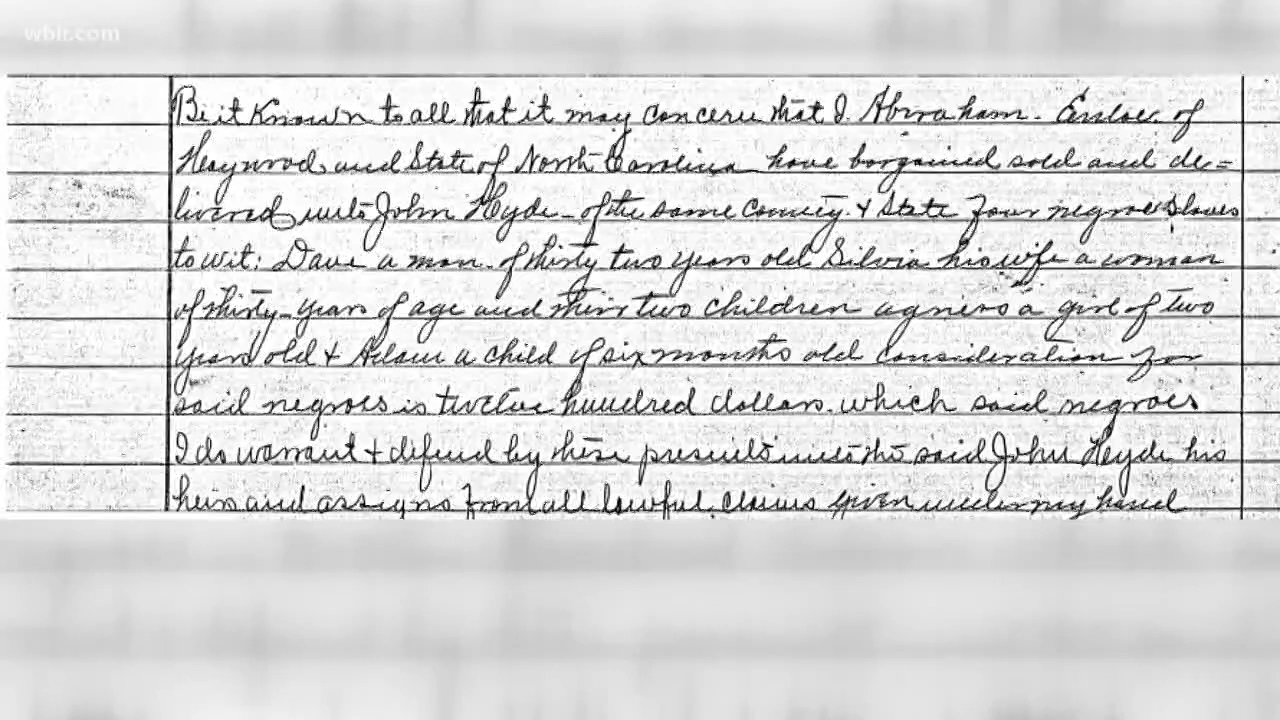 wbir.com
Be it Known to all that it may concern that I. Abraham. Enloe. of
Haywood and State of North Carolina have bargained sold and de=
livered unto John Hyde - of the same County. & State four negroe slaves
to wit: Dave a man. of thirty two years old Silvia his wife a woman
of thirty - years of age and their two children agness a girl of two
years old & Adam a child of six months old consideration for
said negroes is twelve hundred dollars. which said negroes
I do warrant & defend by these presents unto the said John Hyde his
heirs and assigns from all lawful. claims given under my hand